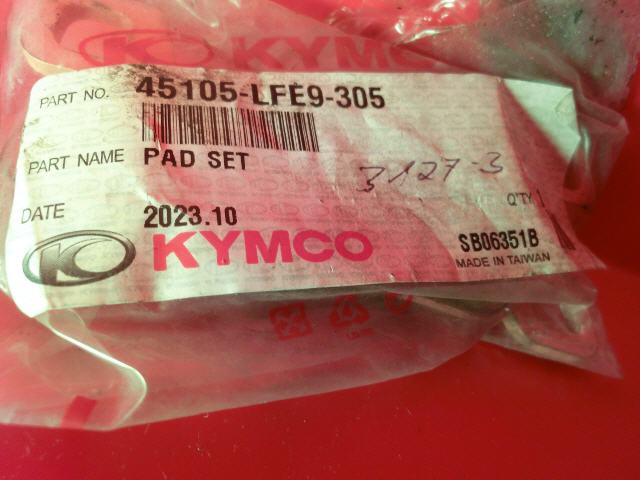 KYMCO
PART NO. 45105-LFE9-305
PART NAME PAD SET
3127-3
Q'TY 1
DATE 2023.10
KYMCO SB06351B
MADE IN TAIWAN